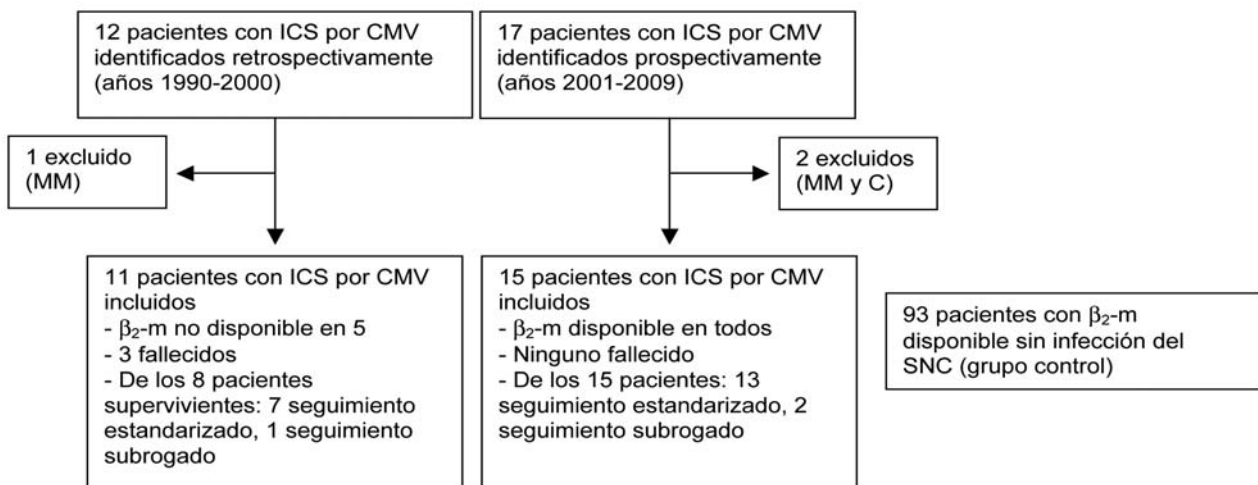 12 pacientes con ICS por CMV
identificados retrospectivamente
(años 1990-2000)
17 pacientes con ICS por CMV
identificados prospectivamente
(años 2001-2009)
1 excluido
(MM)
2 excluidos
(MM y C)
11 pacientes con ICS por CMV
incluidos
- β₂-m no disponible en 5
- 3 fallecidos
- De los 8 pacientes
supervivientes: 7 seguimiento
estandarizado, 1 seguimiento
subrogado
15 pacientes con ICS por CMV
incluidos
- β₂-m disponible en todos
- Ninguno fallecido
- De los 15 pacientes: 13
seguimiento estandarizado, 2
seguimiento subrogado
93 pacientes con β₂-m
disponible sin infección del
SNC (grupo control)